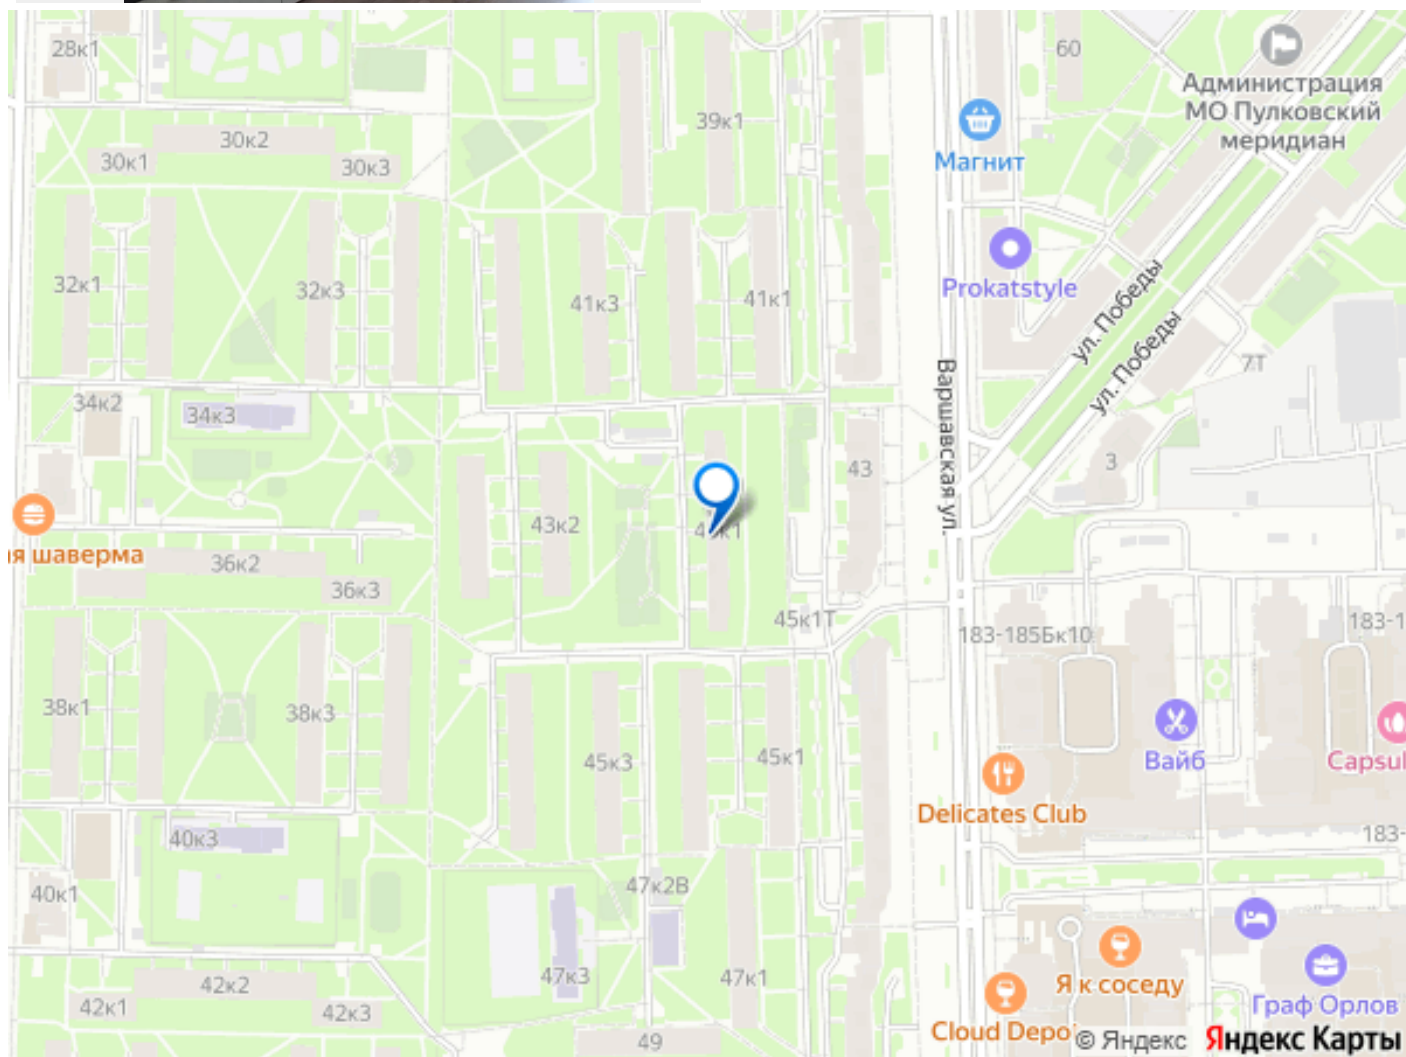 28к1
60
Администрация
МО Пулковский
меридиан
39к1
30к2
30к1
30к3
Магнит
32к1
32к3
41к3
41к1
Prokatstyle
ул. Победы
ул. Победы
Варшавская ул.
7Т
34к2
34к3
43
3
43к2
ая шаверма
36к2
36к3
45к1Т
183-185Бк10
183-1
38к1
38к3
45к3
45к1
Вайб
Capsul
Delicates Club
40к3
183-
40к1
47к2В
47к3
47к1
Я к соседу
Граф Орлов
42к2
42к1
42к3
49
Cloud Depo
© Яндекс
Яндекс Карты